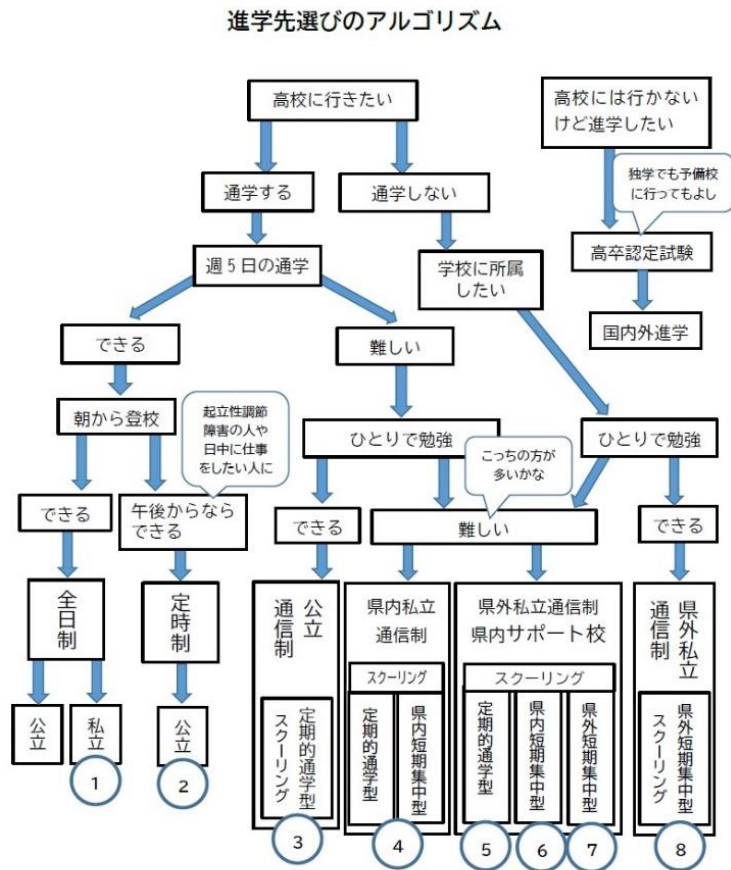 進学先選びのアルゴリズム
高校に行きたい
高校には行かない
けど進学したい
通学する
通学しない
独学でも予備校
に行ってもよし
週5日の通学
学校に所属
したい
高卒認定試験
できる
難しい
国内外進学
朝から登校
起立性調節
障害の人や
日中に仕事
をしたい人に
ひとりで勉強
こっちの方が
多いかな
ひとりで勉強
できる
午後からなら
できる
できる
難しい
できる
全日制
定時制
公立
通信制
県内私立
通信制
県外私立通信制
県内サポート校
県外私立
通信制
スクーリング
スクーリング
公立
私立
公立
定期的通学型
スクーリング
定期的通学型
県内短期集中型
定期的通学型
県内短期集中型
県外短期集中型
県外短期集中型
スクーリング
1
2
3
4
5
6
7
8